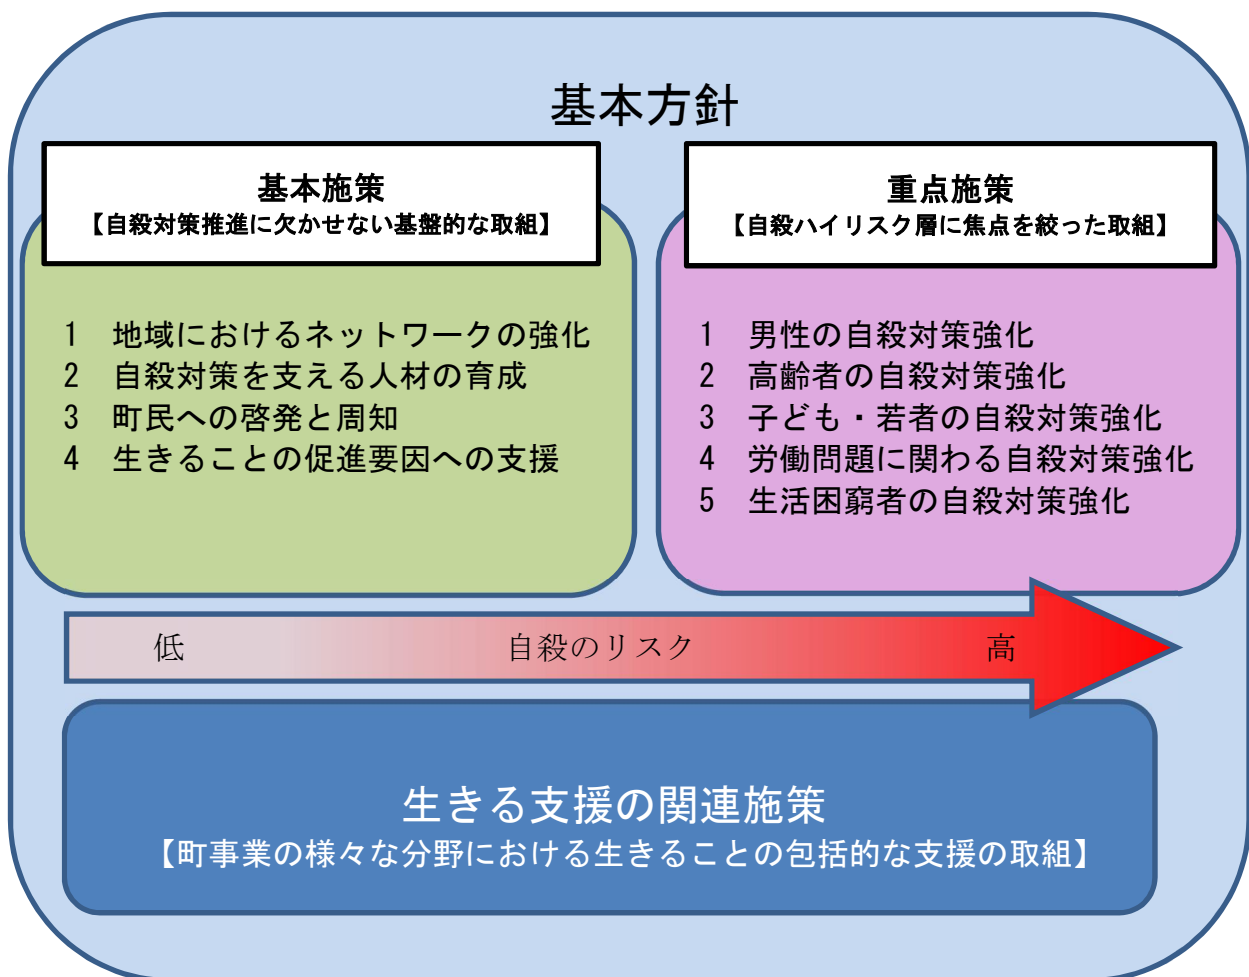 基本方針
基本施策
【自殺対策推進に欠かせない基盤的な取組】
1 地域におけるネットワークの強化
2 自殺対策を支える人材の育成
3 町民への啓発と周知
4 生きることの促進要因への支援
重点施策
【自殺ハイリスク層に焦点を絞った取組】
1 男性の自殺対策強化
2 高齢者の自殺対策強化
3 子ども・若者の自殺対策強化
4 労働問題に関わる自殺対策強化
5 生活困窮者の自殺対策強化
低 自殺のリスク 高
生きる支援の関連施策
【町事業の様々な分野における生きることの包括的な支援の取組】